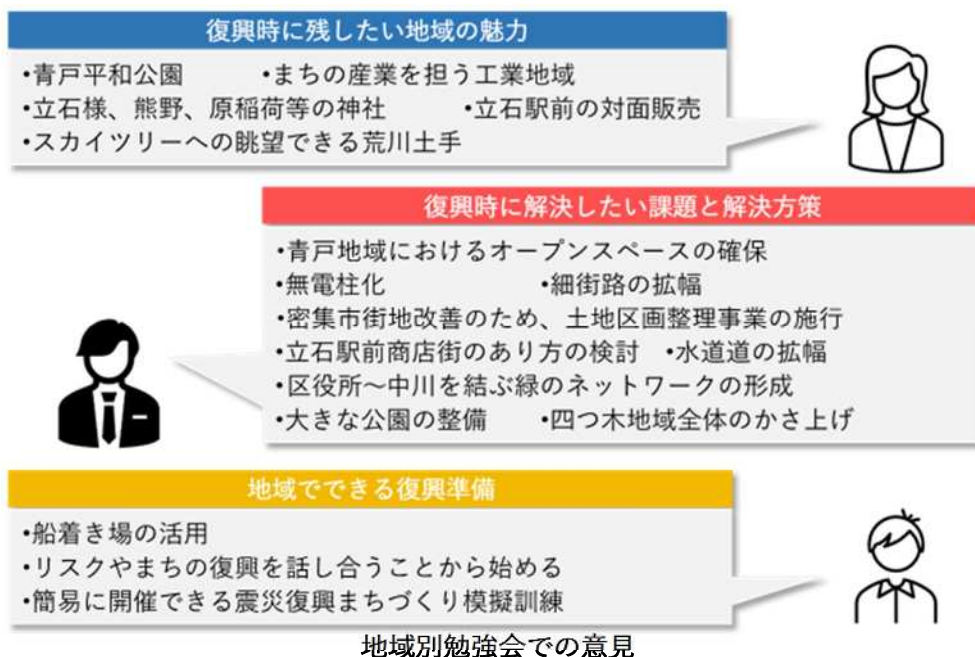 復興時に残したい地域の魅力
•青戸平和公園 •まちの産業を担う工業地域
•立石様、熊野、原稲荷等の神社 •立石駅前の対面販売
•スカイツリーへの眺望できる荒川土手
復興時に解決したい課題と解決方策
•青戸地域におけるオープンスペースの確保
•無電柱化 •細街路の拡幅
•密集市街地改善のため、土地区画整理事業の施行
•立石駅前商店街のあり方の検討 •水道道の拡幅
•区役所～中川を結ぶ緑のネットワークの形成
•大きな公園の整備 •四つ木地域全体のかさ上げ
地域でできる復興準備
•船着き場の活用
•リスクやまちの復興を話し合うことから始める
•簡易に開催できる震災復興まちづくり模擬訓練
地域別勉強会での意見